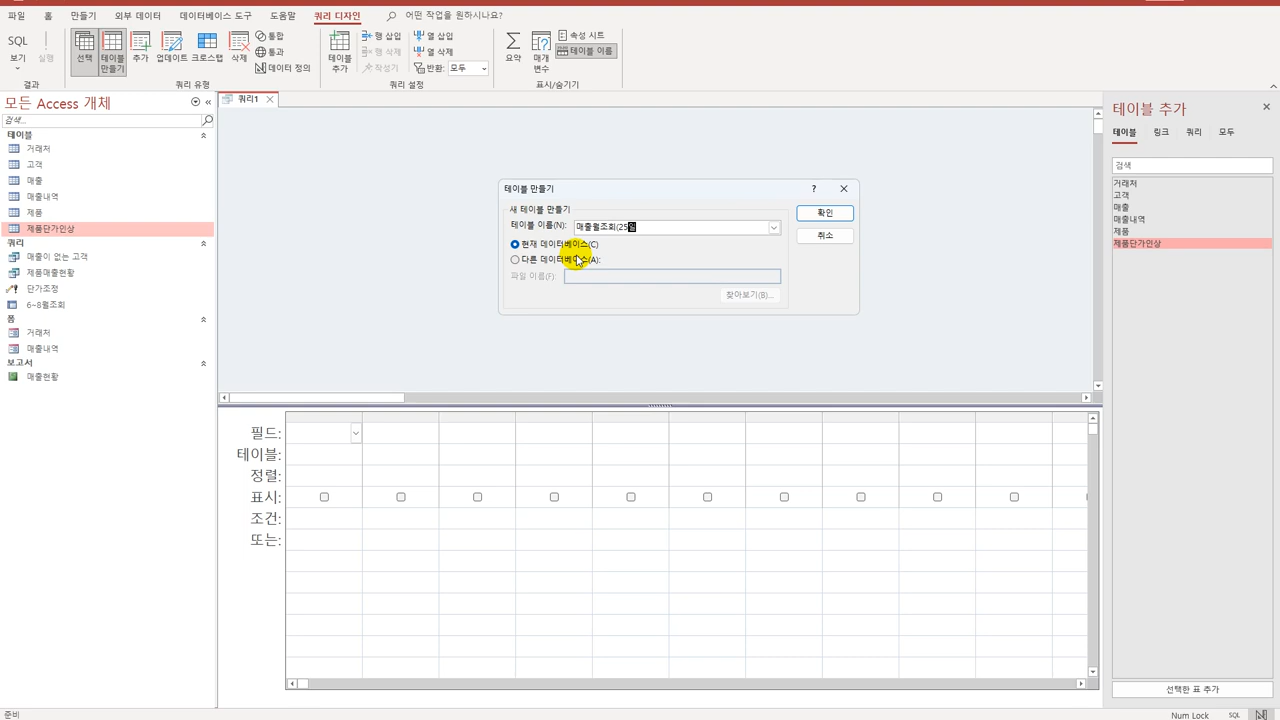 파일 홈 만들기 외부 데이터 데이터베이스 도구 도움말 쿼리 디자인 어떤 작업을 원하시나요?
SQL
보기
실행
결과
선택
테이블
만들기
추가
업데이트
크로스탭
삭제
통합
통과
데이터 정의
쿼리 유형
테이블
추가
행 삽입
행 삭제
작성기
열 삽입
열 삭제
반환: 모두
쿼리 설정
요약
매개
변수
속성 시트
테이블 이름
표시/숨기기
모든 Access 개체
검색...
테이블
거래처
고객
매출
매출내역
제품
제품단가인상
쿼리
매출이 없는 고객
제품매출현황
단가조정
6~8월조회
폼
거래처
매출내역
보고서
매출현황
쿼리1
테이블 만들기 ?
새 테이블 만들기
테이블 이름(N): 매출월조회(25일
현재 데이터베이스(C)
다른 데이터베이스(A):
파일 이름(F):
찾아보기(B)...
확인
취소
필드:
테이블:
정렬:
표시:
조건:
또는:
테이블 추가
테이블 링크 쿼리 모두
검색
거래처
고객
매출
매출내역
제품
제품단가인상
선택한 표 추가
준비
Num Lock
SQL